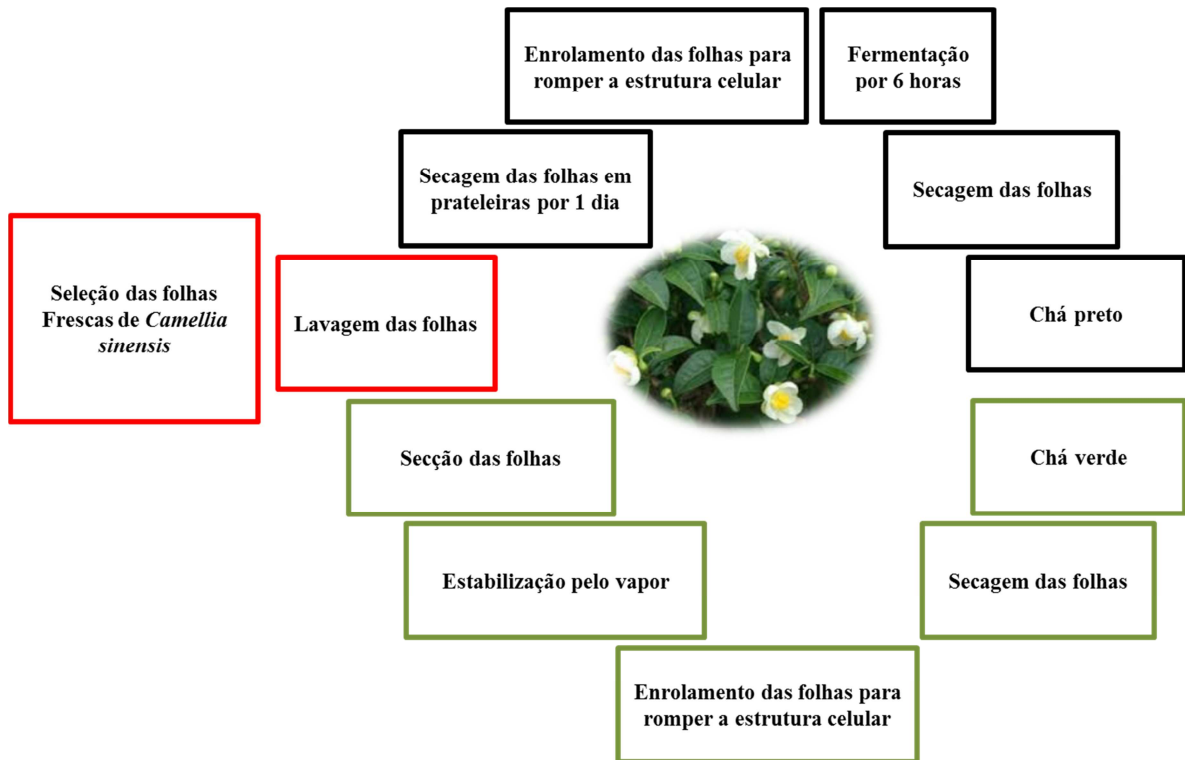 Enrolamento das folhas para
romper a estrutura celular
Fermentação
por 6 horas
Secagem das folhas em
prateleiras por 1 dia
Secagem das folhas
Seleção das folhas
Frescas de Camellia
sinensis
Lavagem das folhas
Chá preto
Secção das folhas
Chá verde
Estabilização pelo vapor
Secagem das folhas
Enrolamento das folhas para
romper a estrutura celular